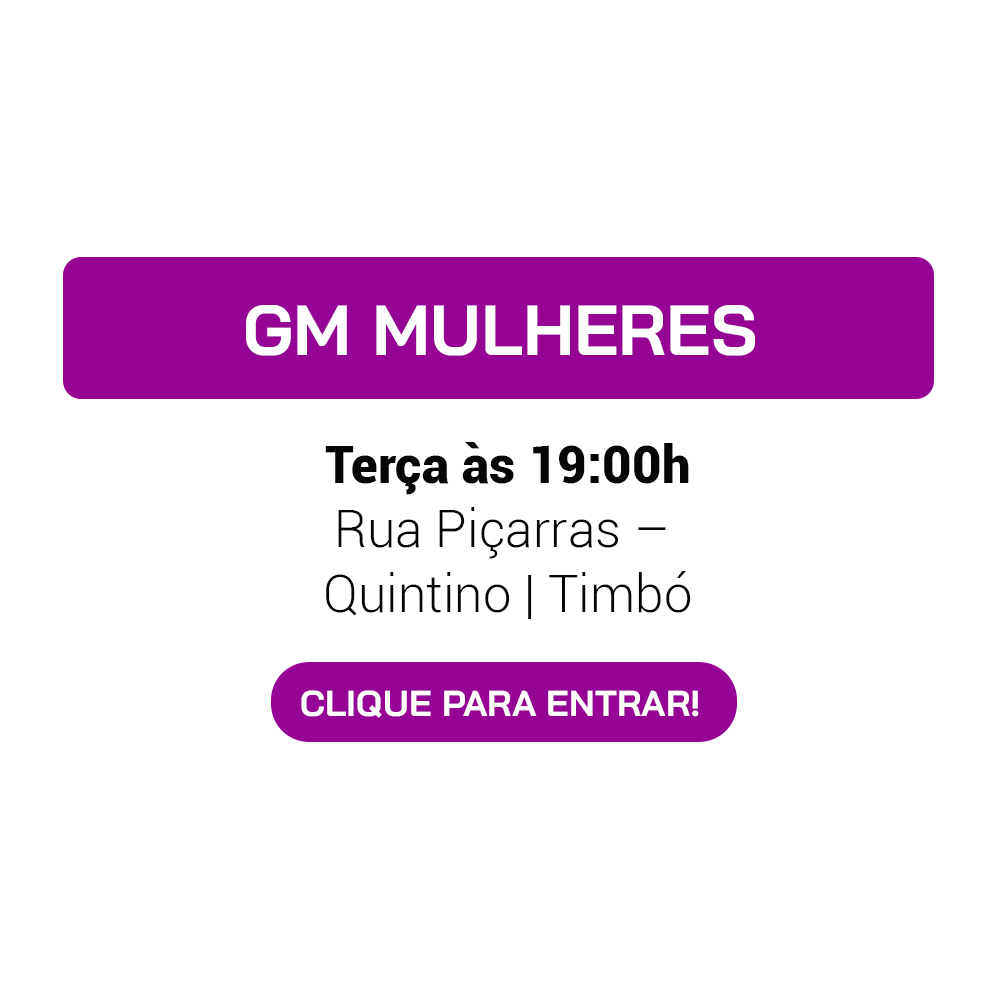 GM MULHERES
Terça às 19:00h
Rua Piçarras –
Quintino | Timbó
CLIQUE PARA ENTRAR!